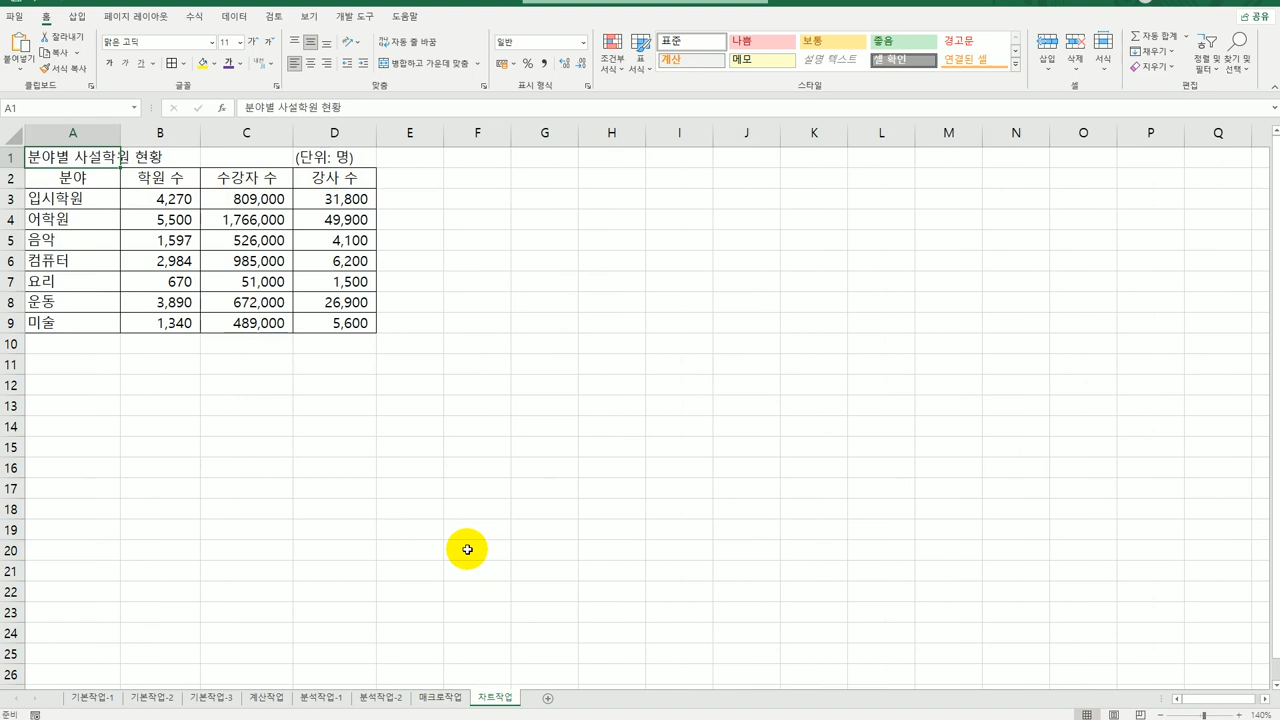 파일 홈 삽입 페이지 레이아웃 수식 데이터 검토 보기 개발 도구 도움말 공유
붙여넣기 잘라내기 복사 서식 복사 클립보드
맑은 고딕 11 가 가 가 가 가 가 글꼴
자동 줄 바꿈 병합하고 가운데 맞춤 맞춤
일반 % 표시 형식
조건부 서식 표 서식 표준 나쁨 보통 좋음 경고문
계산 메모 설명 텍스트 셀 확인 연결된 셀 스타일
삽입 삭제 서식 셀
자동 합계 채우기 지우기 정렬 및 필터 찾기 및 선택 편집
A1 fx 분야별 사설학원 현황
A B C D E F G H I J K L M N O P Q
1 분야별 사설학원 현황 (단위: 명)
2 분야 학원 수 수강자 수 강사 수
3 입시학원 4,270 809,000 31,800
4 어학원 5,500 1,766,000 49,900
5 음악 1,597 526,000 4,100
6 컴퓨터 2,984 985,000 6,200
7 요리 670 51,000 1,500
8 운동 3,890 672,000 26,900
9 미술 1,340 489,000 5,600
10
11
12
13
14
15
16
17
18
19
20
21
22
23
24
25
26
기본작업-1 기본작업-2 기본작업-3 계산작업 분석작업-1 분석작업-2 매크로작업 차트작업
준비 140%